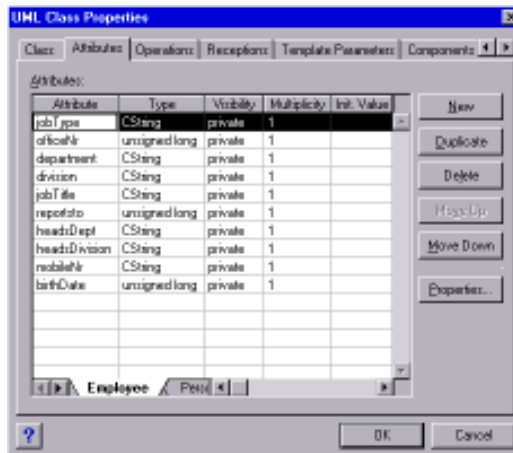 UML Class Properties
Class Attributes Operations Receptions Template Parameters Components
Attributes:
Attribute Type Visibility Multiplicity Init. Value
jobType CString private 1
officeNr unsigned long private 1
department CString private 1
division CString private 1
jobTitle CString private 1
reportsto unsigned long private 1
headsDept CString private 1
headsDivision CString private 1
mobileNr CString private 1
birthDate unsigned long private 1
New
Duplicate
Delete
Move Up
Move Down
Properties...
Employee
?
OK
Cancel